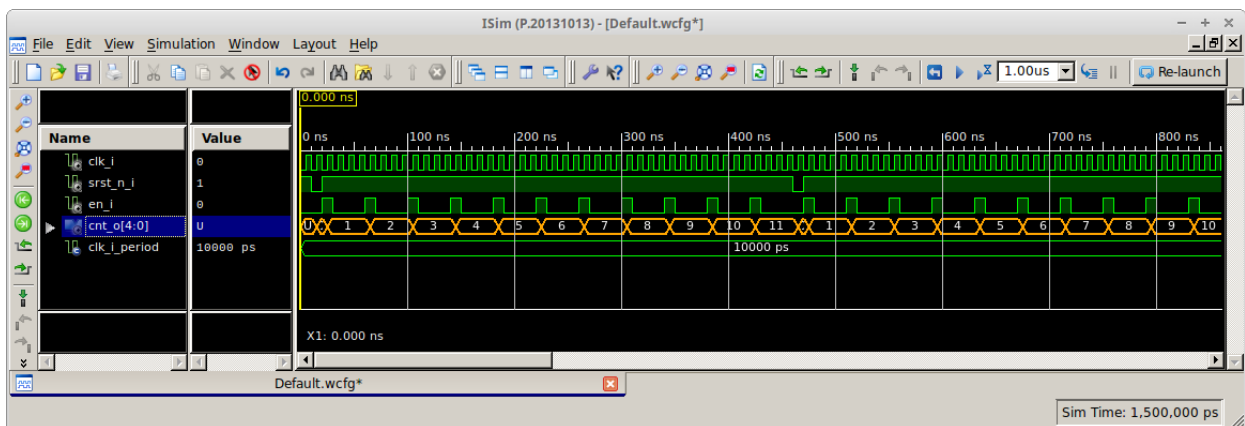 ISim (P.20131013) - [Default.wcfg*]
File Edit View Simulation Window Layout Help
1.00us Re-launch
0.000 ns
Name Value 0 ns 100 ns 200 ns 300 ns 400 ns 500 ns 600 ns 700 ns 800 ns
clk_i 0
srst_n_i 1
en_i 0
cnt_o[4:0] U U 1 2 3 4 5 6 7 8 9 10 11 1 2 3 4 5 6 7 8 9 10
clk_i_period 10000 ps 10000 ps
X1: 0.000 ns
Default.wcfg*
Sim Time: 1,500,000 ps